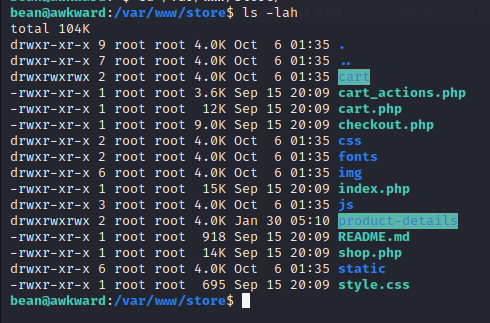 bean@awkward:/var/www/store$ ls -lah
total 104K
drwxr-xr-x 9 root root 4.0K Oct  6 01:35 .
drwxr-xr-x 7 root root 4.0K Oct  6 01:35 ..
drwxrwxrwx 2 root root 4.0K Oct  6 01:35 cart
-rwxr-xr-x 1 root root 3.6K Sep 15 20:09 cart_actions.php
-rwxr-xr-x 1 root root  12K Sep 15 20:09 cart.php
-rwxr-xr-x 1 root root 9.0K Sep 15 20:09 checkout.php
drwxr-xr-x 2 root root 4.0K Oct  6 01:35 css
drwxr-xr-x 2 root root 4.0K Oct  6 01:35 fonts
drwxr-xr-x 6 root root 4.0K Oct  6 01:35 img
-rwxr-xr-x 1 root root  15K Sep 15 20:09 index.php
drwxr-xr-x 3 root root 4.0K Oct  6 01:35 js
drwxrwxrwx 2 root root 4.0K Jan 30 05:10 product-details
-rwxr-xr-x 1 root root  918 Sep 15 20:09 README.md
-rwxr-xr-x 1 root root  14K Sep 15 20:09 shop.php
drwxr-xr-x 6 root root 4.0K Oct  6 01:35 static
-rwxr-xr-x 1 root root  695 Sep 15 20:09 style.css
bean@awkward:/var/www/store$